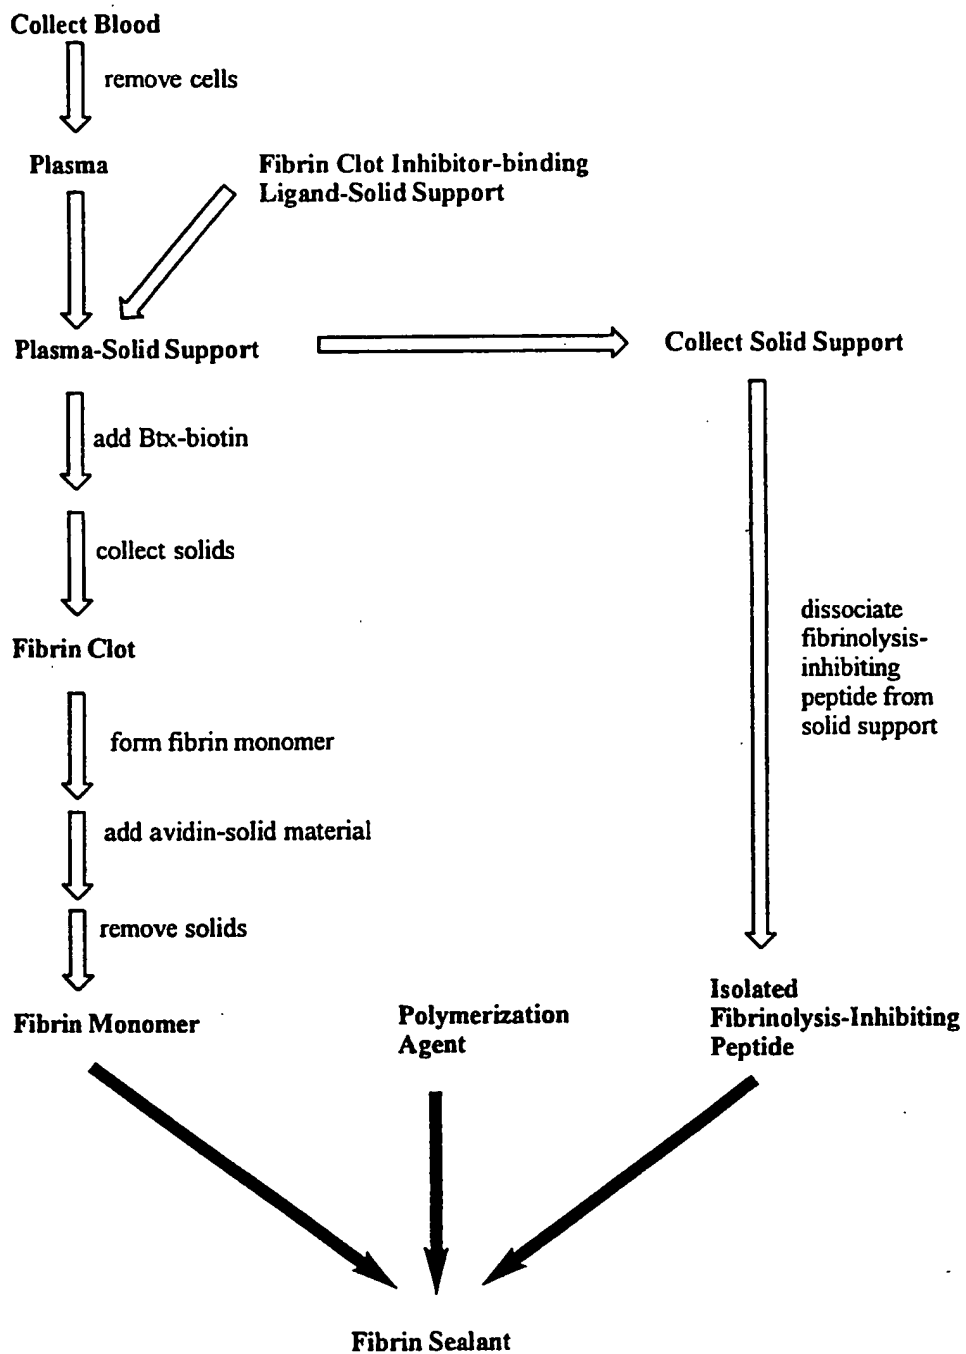 Collect Blood
remove cells
Plasma
Fibrin Clot Inhibitor-binding
Ligand-Solid Support
Plasma-Solid Support
Collect Solid Support
add Btx-biotin
collect solids
dissociate
fibrinolysis-
inhibiting
peptide from
solid support
Fibrin Clot
form fibrin monomer
add avidin-solid material
remove solids
Fibrin Monomer
Polymerization
Agent
Isolated
Fibrinolysis-Inhibiting
Peptide
Fibrin Sealant